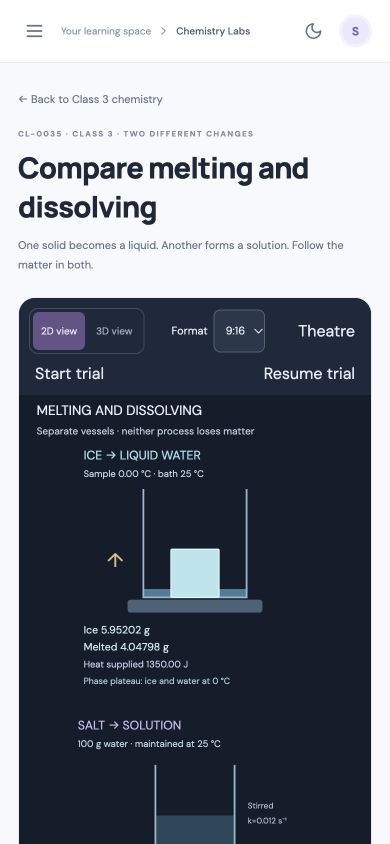 Your learning space > Chemistry Labs
S
← Back to Class 3 chemistry
CL-0035 · CLASS 3 · TWO DIFFERENT CHANGES
Compare melting and
dissolving
One solid becomes a liquid. Another forms a solution. Follow the
matter in both.
2D view 3D view Format 9:16 Theatre
Start trial Resume trial
MELTING AND DISSOLVING
Separate vessels · neither process loses matter
ICE → LIQUID WATER
Sample 0.00 °C · bath 25 °C
Ice 5.95202 g
Melted 4.04798 g
Heat supplied 1350.00 J
Phase plateau: ice and water at 0 °C
SALT → SOLUTION
100 g water · maintained at 25 °C
Stirred
k=0.012 s⁻¹